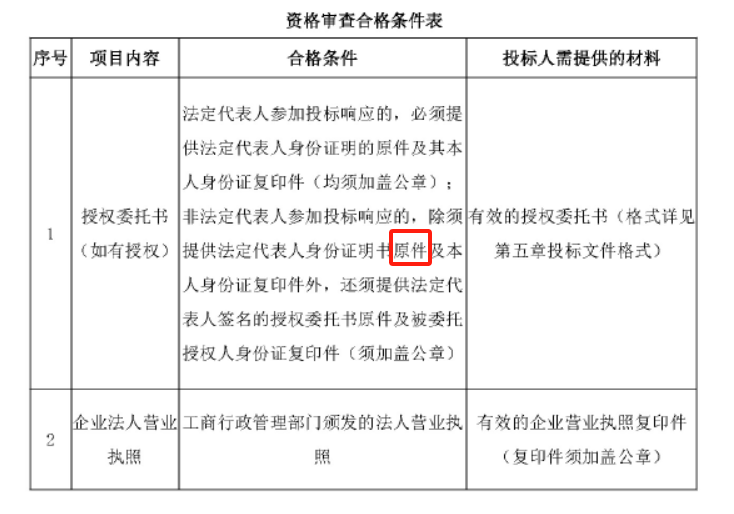 资格审查合格条件表
序号 项目内容 合格条件 投标人需提供的材料
1
授权委托书
（如有授权）
法定代表人参加投标响应的，必须提
供法定代表人身份证明的原件及其本
人身份证复印件（均须加盖公章）；
非法定代表人参加投标响应的，除须
提供法定代表人身份证明书原件及本
人身份证复印件外，还须提供法定代
表人签名的授权委托书原件及被委托
授权人身份证复印件（须加盖公章）
有效的授权委托书（格式详见
第五章投标文件格式）
2
企业法人营业
执照
工商行政管理部门颁发的法人营业执
照
有效的企业营业执照复印件
（复印件须加盖公章）